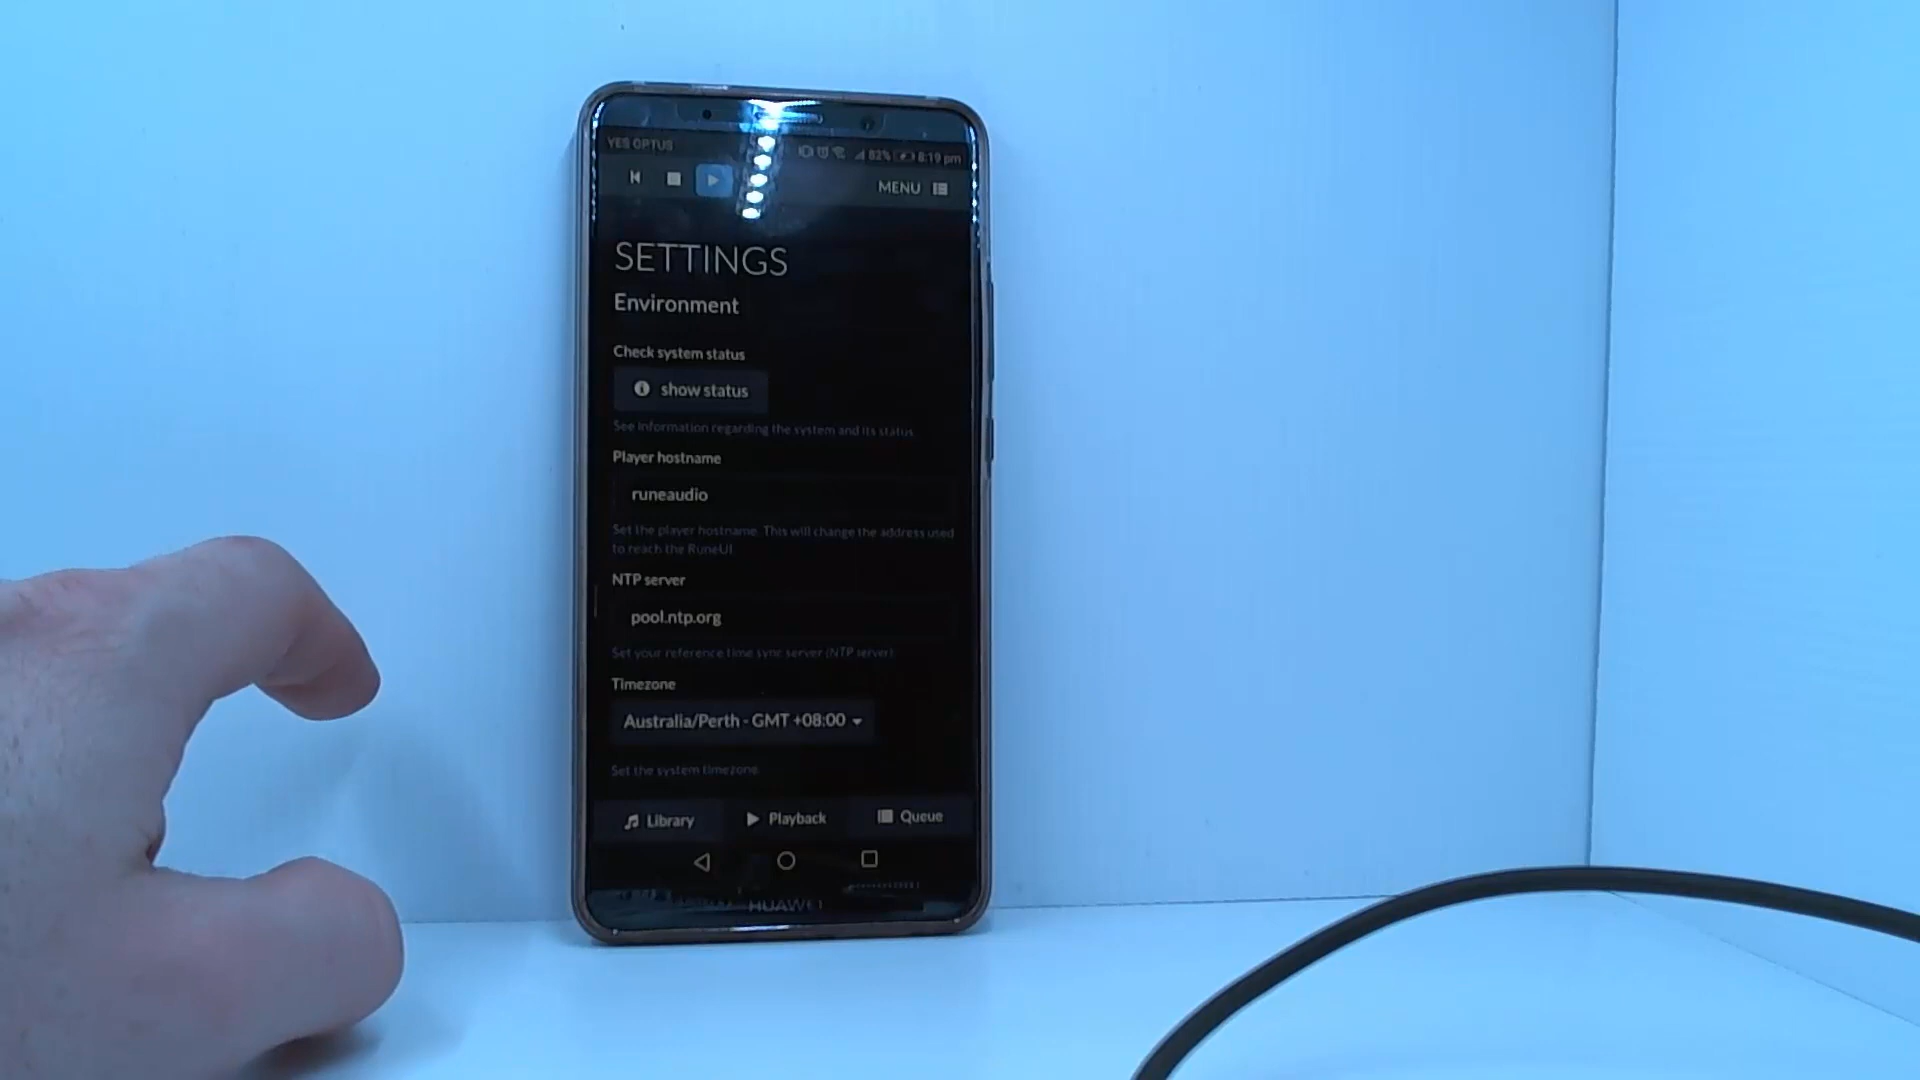 YES OPTUS
82% 8:19 pm
MENU
SETTINGS
Environment
Check system status
show status
See information regarding the system and its status.
Player hostname
runeaudio
Set the player hostname. This will change the address used
to reach the RuneUI
NTP server
pool.ntp.org
Set your reference time sync server (NTP server)
Timezone
Australia/Perth - GMT +08:00
Set the system timezone.
Library Playback Queue
HUAWEI